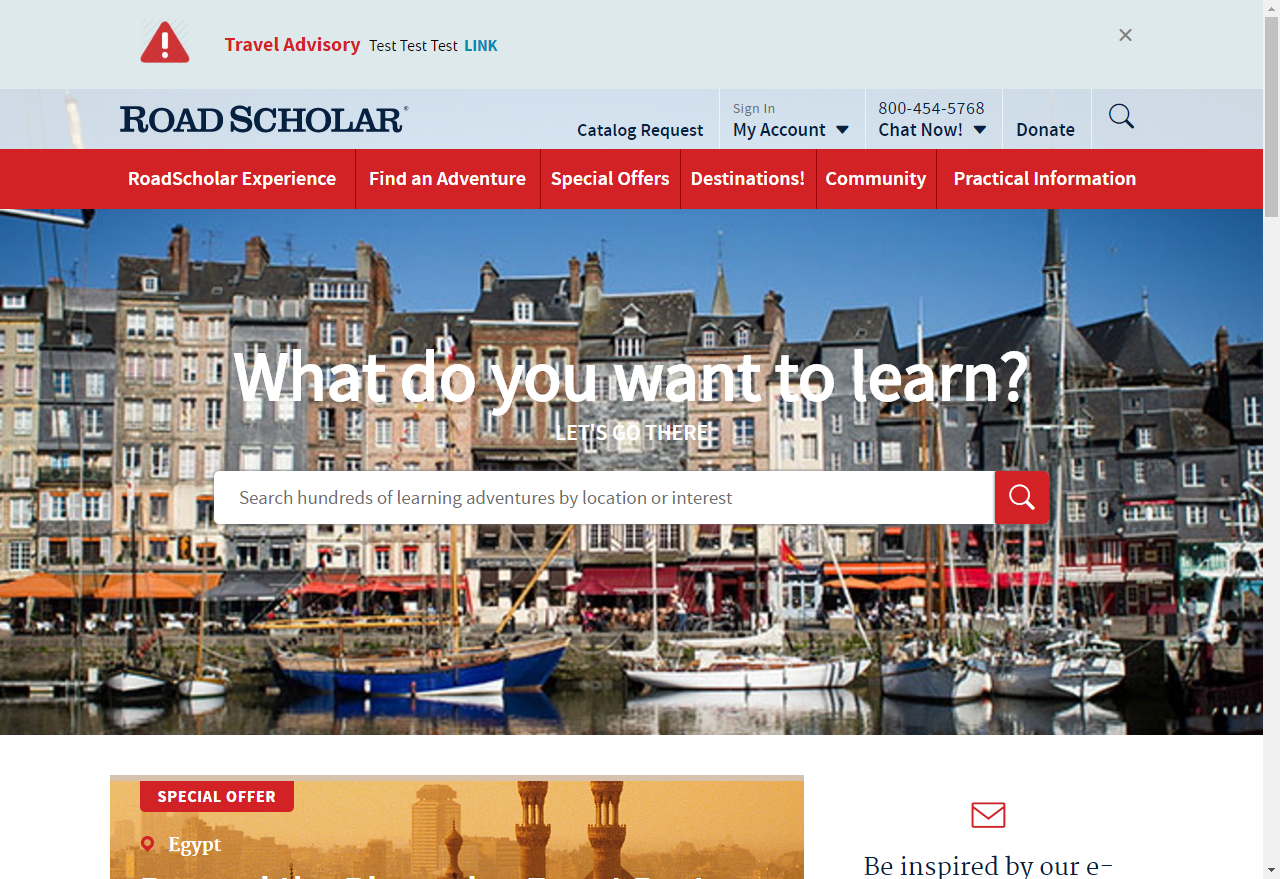 Travel Advisory Test Test Test LINK
ROAD SCHOLAR®
Catalog Request
Sign In
My Account
800-454-5768
Chat Now!
Donate
RoadScholar Experience
Find an Adventure
Special Offers
Destinations!
Community
Practical Information
What do you want to learn?
LET'S GO THERE
Search hundreds of learning adventures by location or interest
SPECIAL OFFER
Egypt
Be inspired by our e-